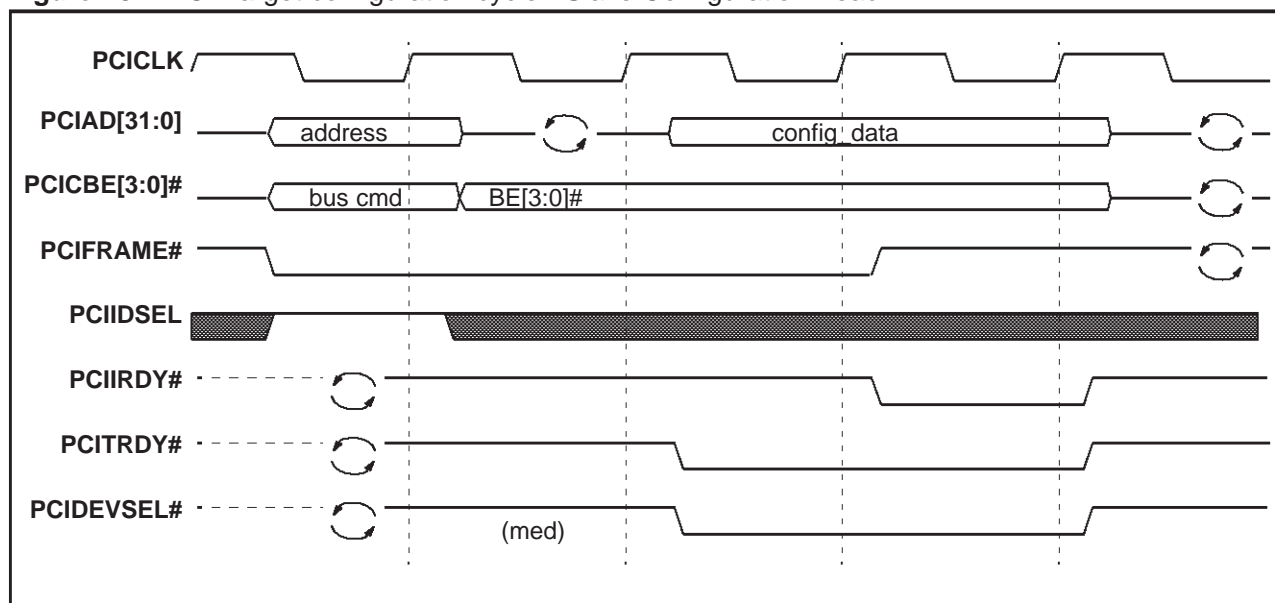 PCICLK
PCIAD[31:0]
address
config_data
PCICBE[3:0]#
bus cmd
BE[3:0]#
PCIFRAME#
PCIIDSEL
PCIIRDY#
PCITRDY#
PCIDEVSEL#
(med)